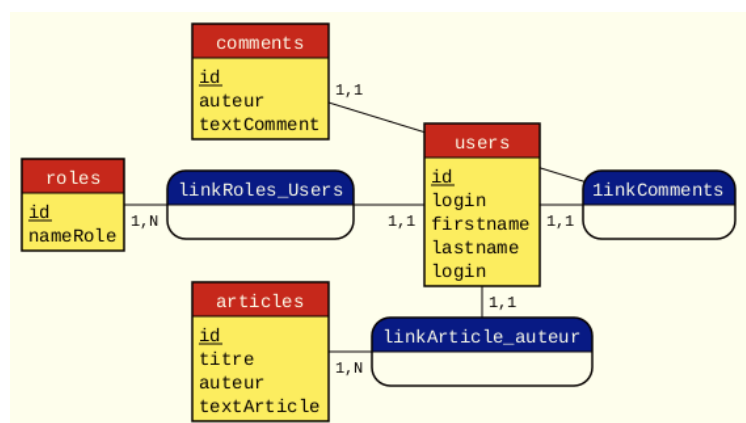 comments
id
auteur
textComment
1,1
users
id
login
firstname
lastname
login
roles
id
nameRole
1,N
linkRoles_Users
1,1
1,1
1inkComments
articles
id
titre
auteur
textArticle
1,N
1,1
linkArticle_auteur